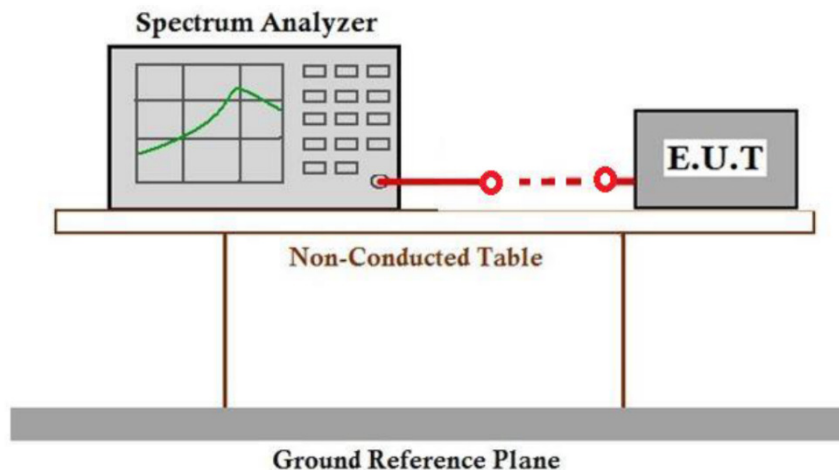 Spectrum Analyzer
E.U.T
Non-Conducted Table
Ground Reference Plane